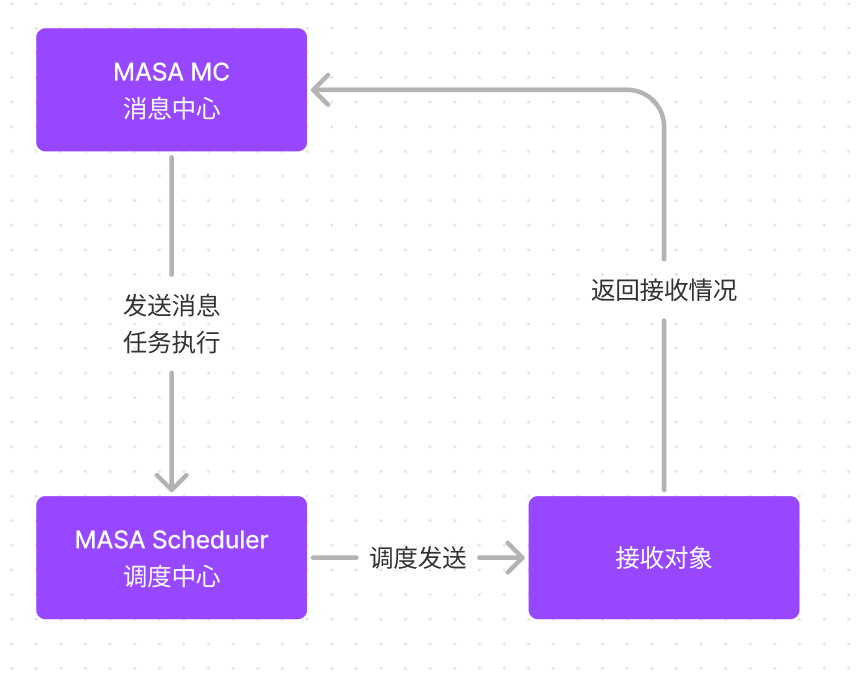 MASA MC
消息中心
发送消息
任务执行
返回接收情况
MASA Scheduler
调度中心
调度发送
接收对象